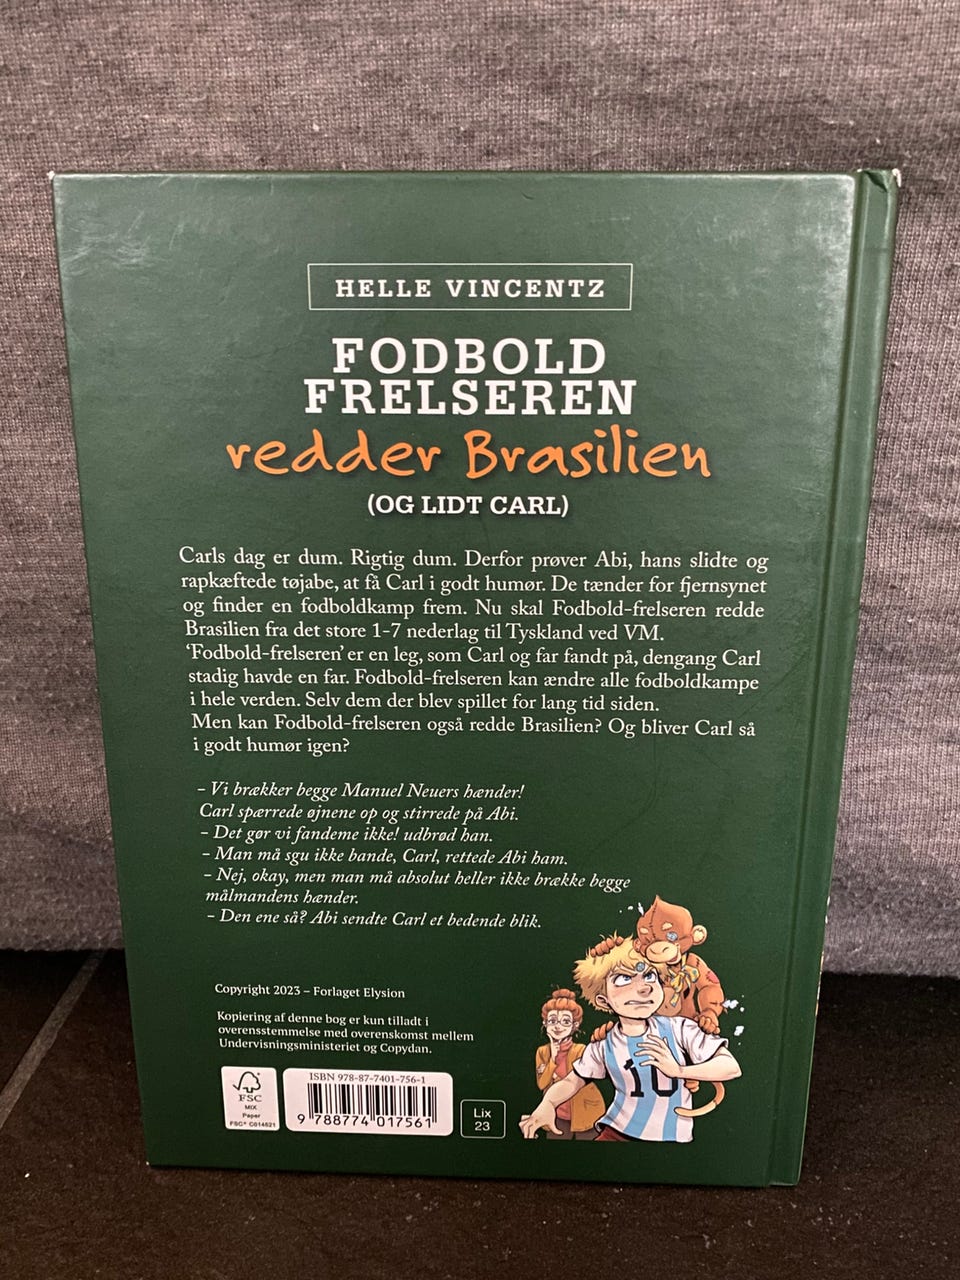 HELLE VINCENTZ
FODBOLD
FRELSEREN
redder Brasilien
(OG LIDT CARL)
Carls dag er dum. Rigtig dum. Derfor prøver Abi, hans slidte og
rapkæftede tøjabe, at få Carl i godt humør. De tænder for fjernsynet
og finder en fodboldkamp frem. Nu skal Fodbold-frelseren redde
Brasilien fra det store 1-7 nederlag til Tyskland ved VM.
‘Fodbold-frelseren’ er en leg, som Carl og far fandt på, dengang Carl
stadig havde en far. Fodbold-frelseren kan ændre alle fodboldkampe
i hele verden. Selv dem der blev spillet for lang tid siden.
Men kan Fodbold-frelseren også redde Brasilien? Og bliver Carl så
i godt humør igen?
– Vi brækker begge Manuel Neuers hænder!
Carl spærrede øjnene op og stirrede på Abi.
– Det gør vi fandeme ikke! udbrød han.
– Man må sgu ikke bande, Carl, rettede Abi ham.
– Nej, okay, men man må absolut heller ikke brække begge
målmandens hænder.
– Den ene så? Abi sendte Carl et bedende blik.
Copyright 2023 – Forlaget Elysion
Kopiering af denne bog er kun tilladt i
overensstemmelse med overenskomst mellem
Undervisningsministeriet og Copydan.
FSC
MIX
Paper
FSC® C014621
ISBN 978-87-7401-756-1
9 788774 017561
Lix
23
10